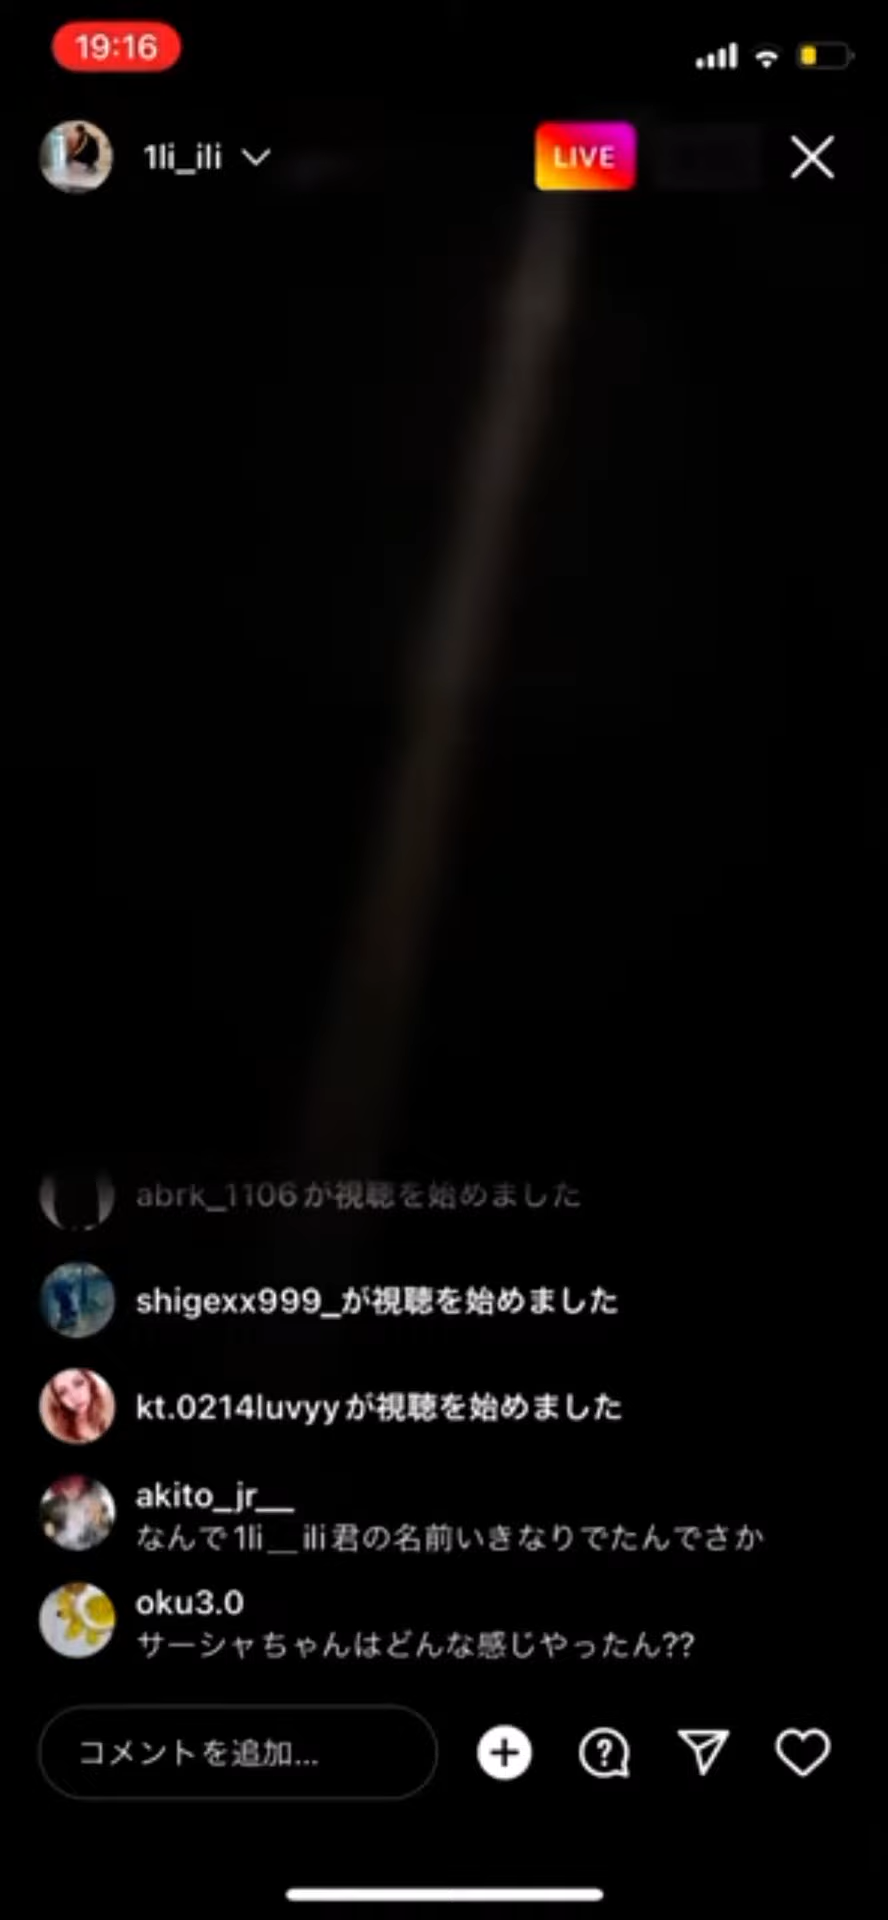 19:16
1li_ili
LIVE
abrk_1106が視聴を始めました
shigexx999_が視聴を始めました
kt.0214luvyyが視聴を始めました
akito_jr__
なんで1li__ili君の名前いきなりでたんでさか
oku3.0
サーシャちゃんはどんな感じやったん??
コメントを追加...